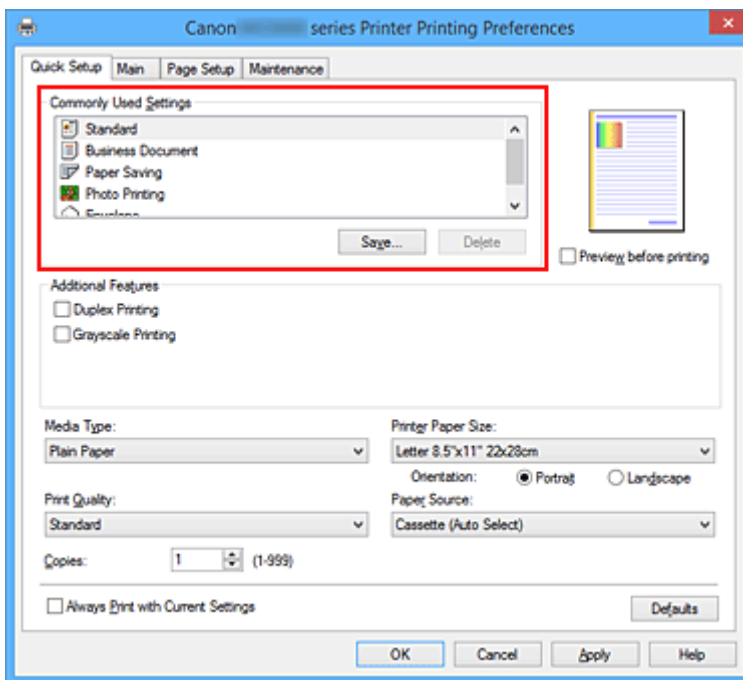 Canon series Printer Printing Preferences
Quick Setup Main Page Setup Maintenance
Commonly Used Settings
Standard
Business Document
Paper Saving
Photo Printing
Envelope
Save... Delete
Preview before printing
Additional Features
Duplex Printing
Grayscale Printing
Media Type: Printer Paper Size:
Plain Paper Letter 8.5"x11" 22x28cm
Orientation: Portrait Landscape
Print Quality: Paper Source:
Standard Cassette (Auto Select)
Copies: 1 (1-999)
Always Print with Current Settings Defaults
OK Cancel Apply Help